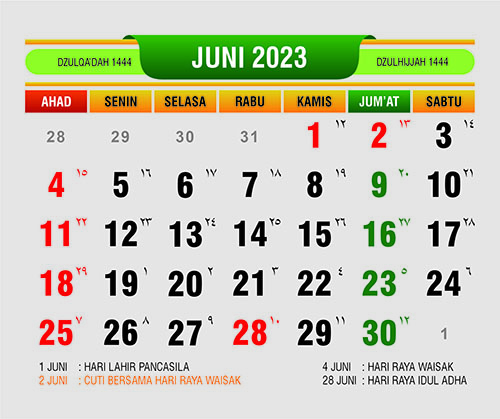 DZULQA'DAH 1444 JUNI 2023 DZULHIJJAH 1444
AHAD SENIN SELASA RABU KAMIS JUM'AT SABTU
28 29 30 31 1 ١٢ 2 ١٣ 3 ١٤
4 ١٥ 5 ١٦ 6 ١٧ 7 ١٨ 8 ١٩ 9 ٢٠ 10 ٢١
11 ٢٢ 12 ٢٣ 13 ٢٤ 14 ٢٥ 15 ٢٦ 16 ٢٧ 17 ٢٨
18 ٢٩ 19 ١ 20 ٢ 21 ٣ 22 ٤ 23 ٥ 24 ٦
25 ٧ 26 ٨ 27 ٩ 28 ١٠ 29 ١١ 30 ١٢ 1
1 JUNI : HARI LAHIR PANCASILA
2 JUNI : CUTI BERSAMA HARI RAYA WAISAK
4 JUNI : HARI RAYA WAISAK
28 JUNI : HARI RAYA IDUL ADHA